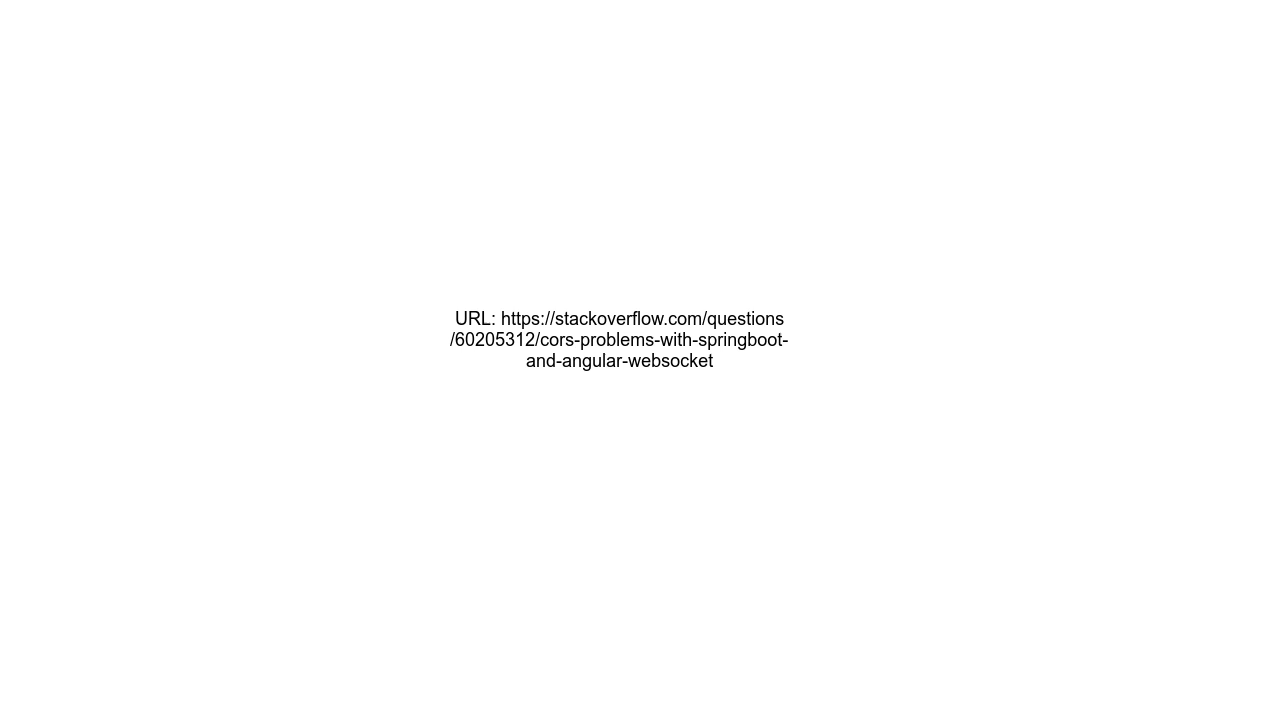 URL: https://stackoverflow.com/questions
/60205312/cors-problems-with-springboot-
and-angular-websocket